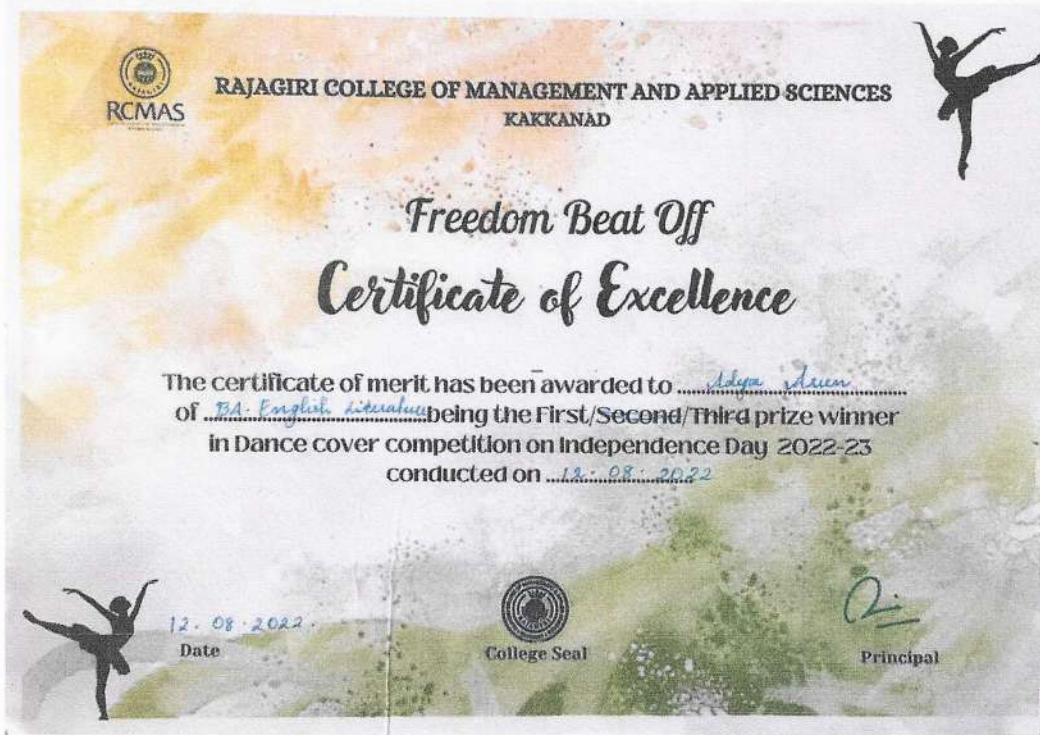 RCMAS
RAJAGIRI COLLEGE OF MANAGEMENT AND APPLIED SCIENCES
KAKKANAD
Freedom Beat Off
Certificate of Excellence
The certificate of merit has been awarded to Adya Arun
of BA. English Literature being the First/Second/Third prize winner
in Dance cover competition on Independence Day 2022-23
conducted on 12.08.2022
12.08.2022.
Date
College Seal
Principal